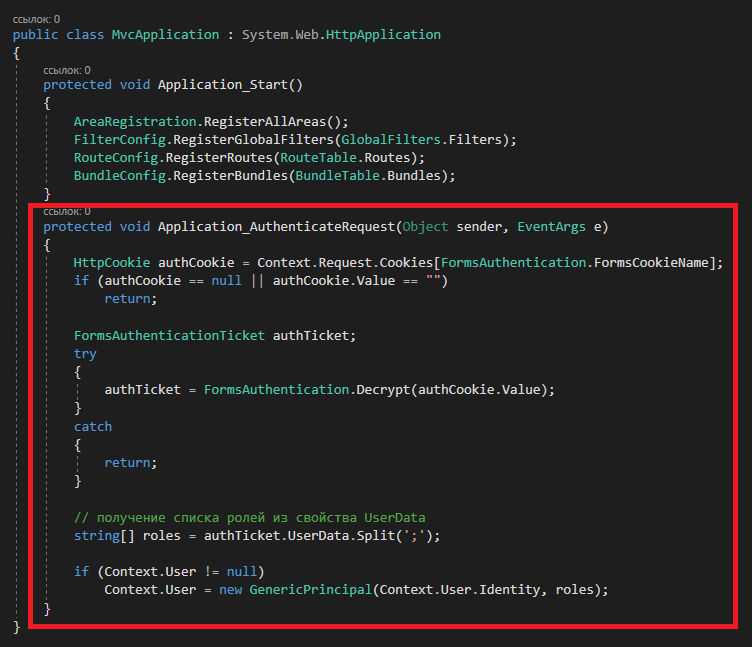 ссылок: 0
public class MvcApplication : System.Web.HttpApplication
{
ссылок: 0
protected void Application_Start()
{
AreaRegistration.RegisterAllAreas();
FilterConfig.RegisterGlobalFilters(GlobalFilters.Filters);
RouteConfig.RegisterRoutes(RouteTable.Routes);
BundleConfig.RegisterBundles(BundleTable.Bundles);
}
ссылок: 0
protected void Application_AuthenticateRequest(Object sender, EventArgs e)
{
HttpCookie authCookie = Context.Request.Cookies[FormsAuthentication.FormsCookieName];
if (authCookie == null || authCookie.Value == "")
return;
FormsAuthenticationTicket authTicket;
try
{
authTicket = FormsAuthentication.Decrypt(authCookie.Value);
}
catch
{
return;
}
// получение списка ролей из свойства UserData
string[] roles = authTicket.UserData.Split(';');
if (Context.User != null)
Context.User = new GenericPrincipal(Context.User.Identity, roles);
}
}